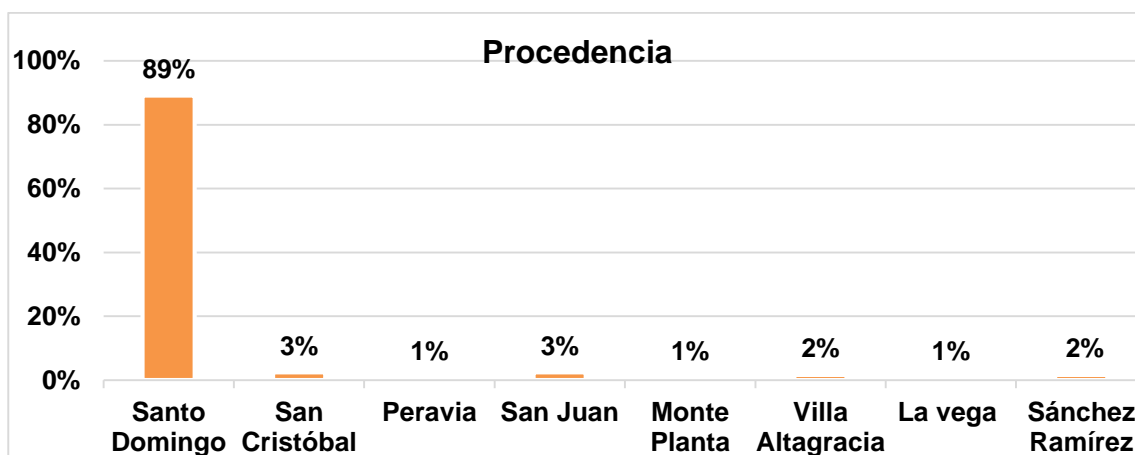 Procedencia
100%
80%
60%
40%
20%
0%
89%
3%
1%
3%
1%
2%
1%
2%
Santo
Domingo
San
Cristóbal
Peravia
San Juan
Monte
Planta
Villa
Altagracia
La vega
Sánchez
Ramírez